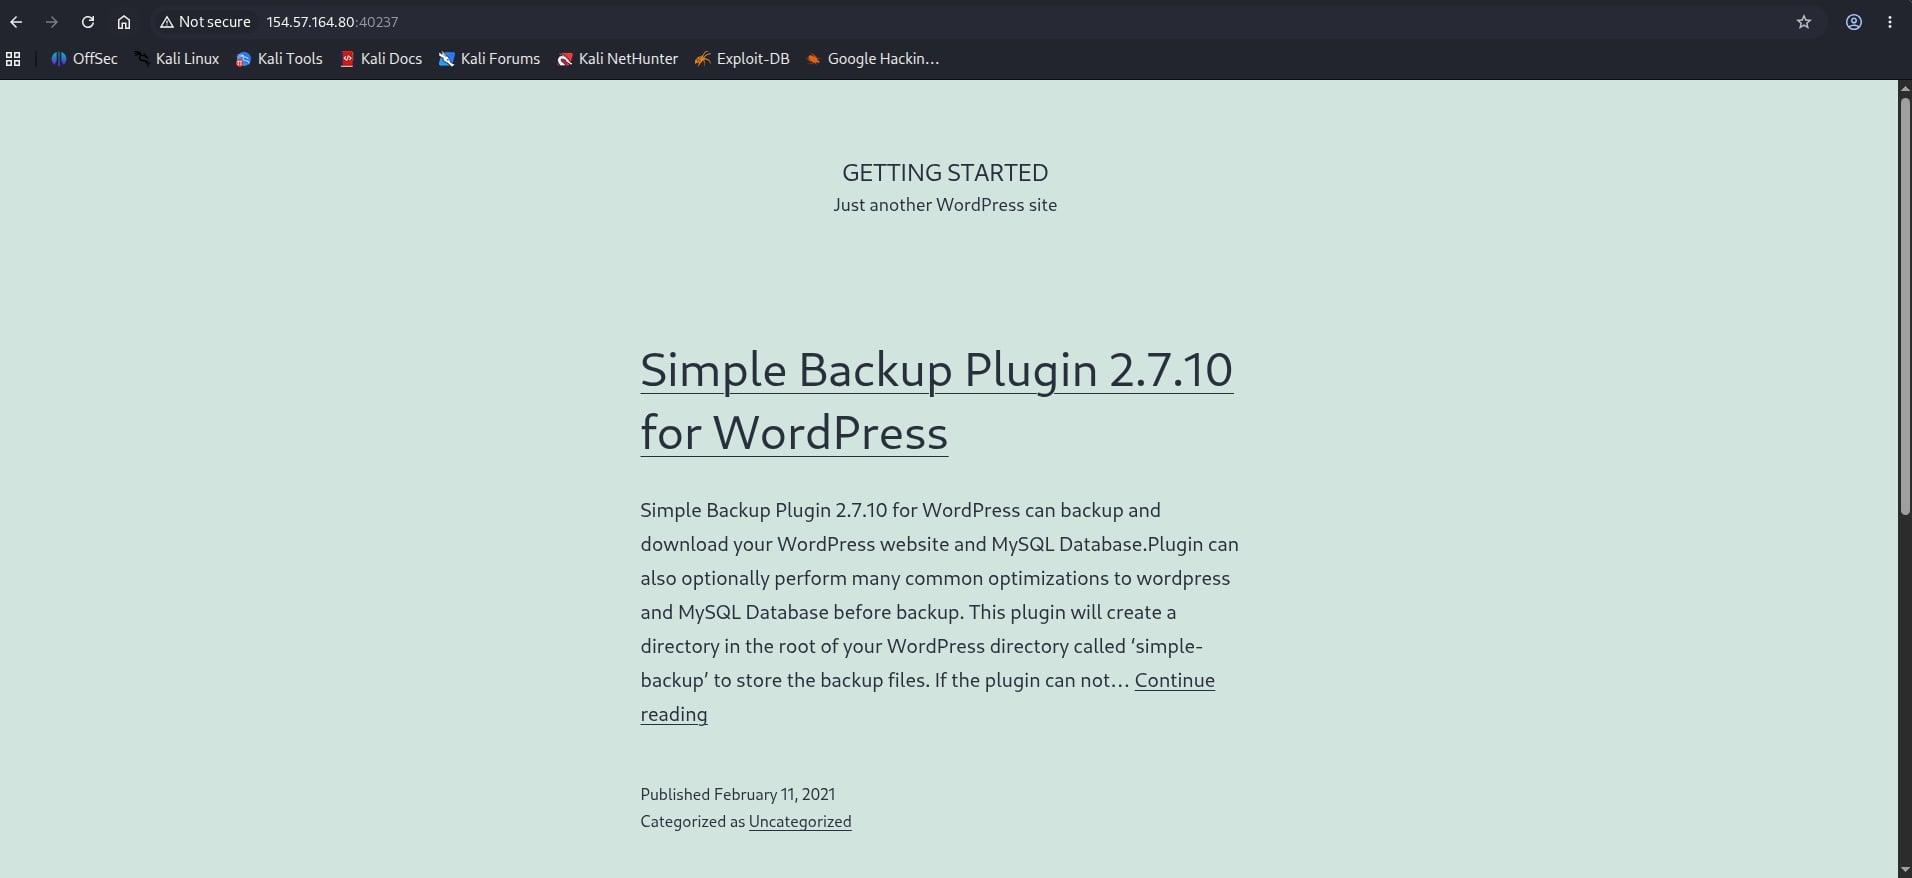 Not secure 154.57.164.80:40237
OffSec Kali Linux Kali Tools Kali Docs Kali Forums Kali NetHunter Exploit-DB Google Hackin...
GETTING STARTED
Just another WordPress site
Simple Backup Plugin 2.7.10
for WordPress
Simple Backup Plugin 2.7.10 for WordPress can backup and
download your WordPress website and MySQL Database.Plugin can
also optionally perform many common optimizations to wordpress
and MySQL Database before backup. This plugin will create a
directory in the root of your WordPress directory called ‘simple-
backup’ to store the backup files. If the plugin can not… Continue
reading
Published February 11, 2021
Categorized as Uncategorized